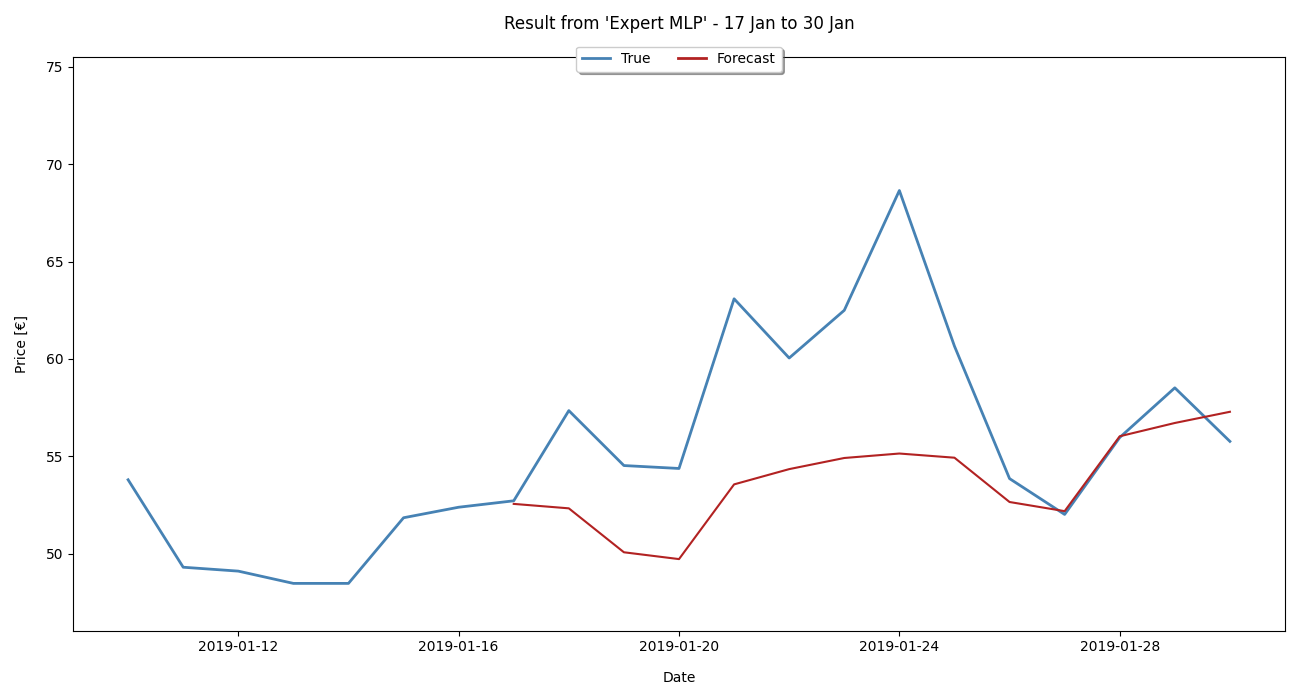 Result from 'Expert MLP' - 17 Jan to 30 Jan
True Forecast
75
70
65
60
55
50
Price [€]
2019-01-12 2019-01-16 2019-01-20 2019-01-24 2019-01-28
Date